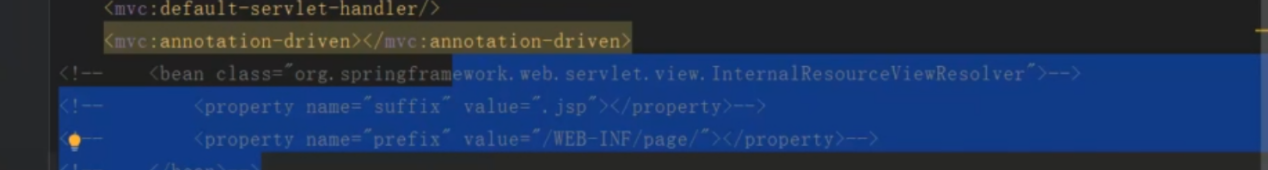 <mvc:default-servlet-handler/>
<mvc:annotation-driven></mvc:annotation-driven>
<!--    <bean class="org.springframework.web.servlet.view.InternalResourceViewResolver">-->
<!--        <property name="suffix" value=".jsp"></property>-->
<!--        <property name="prefix" value="/WEB-INF/page/"></property>-->
<!--    </bean>-->